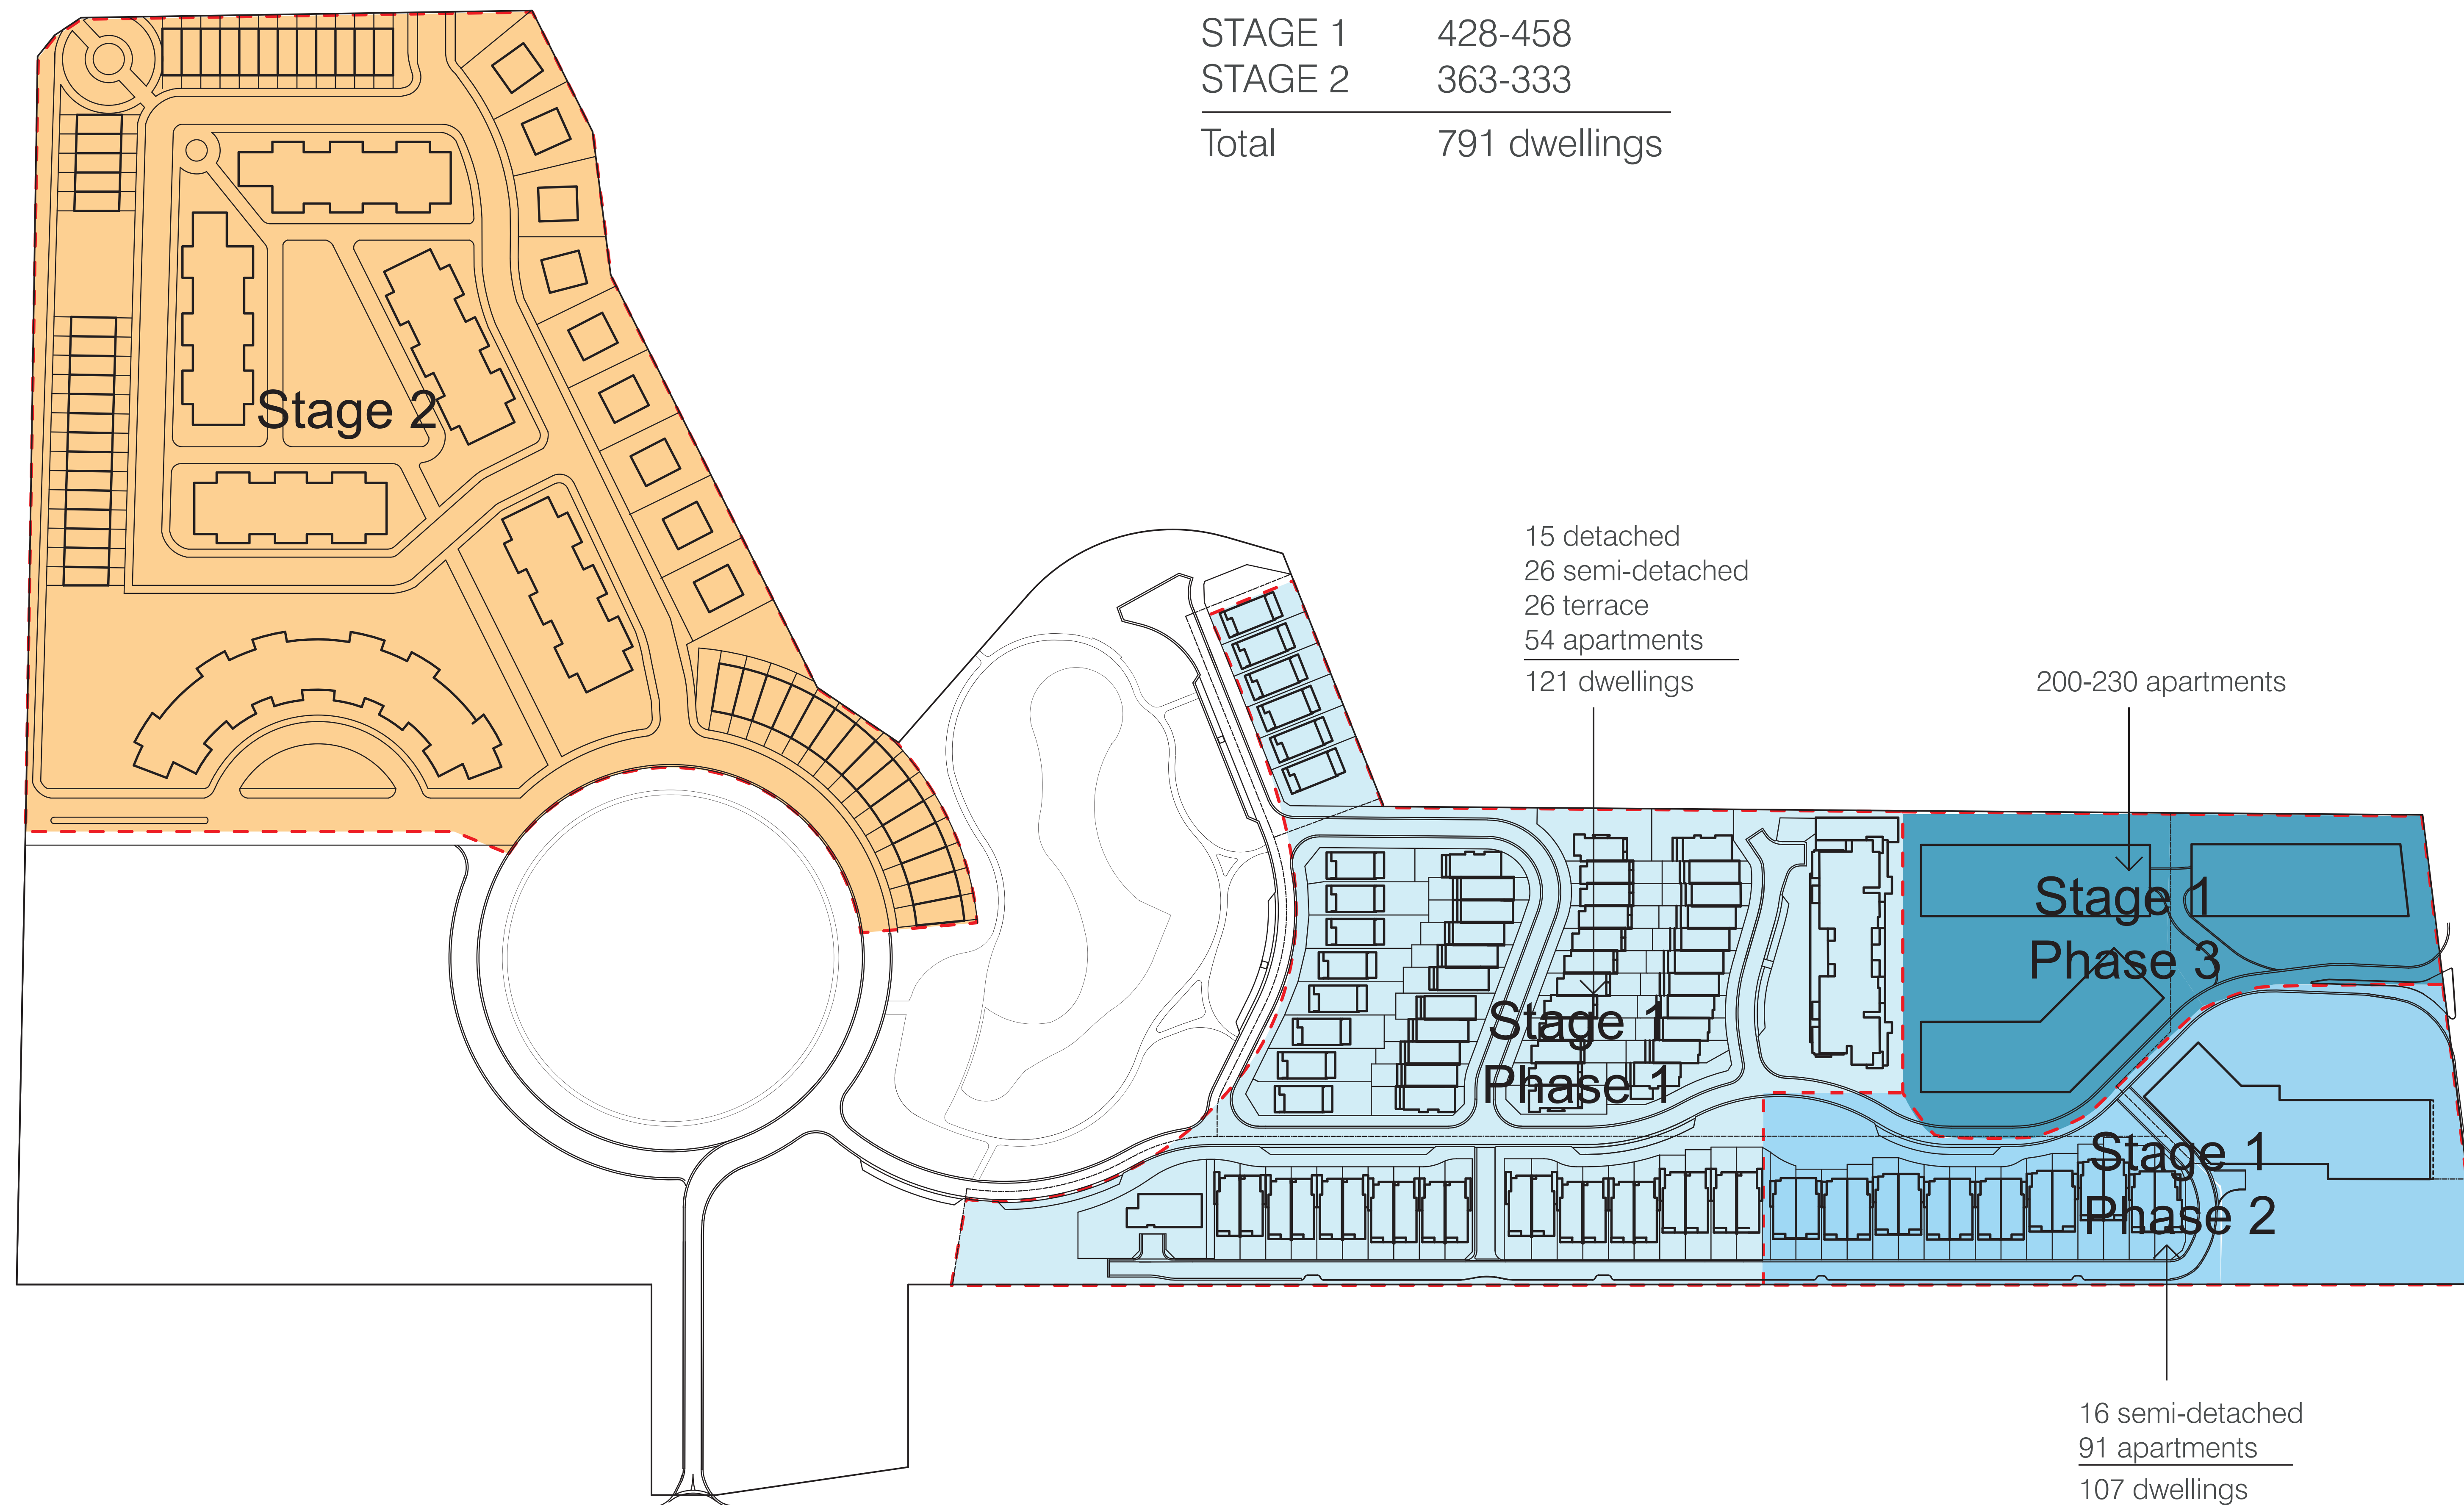 STAGE 1 428-458
STAGE 2 363-333
Total 791 dwellings
Stage 2
15 detached
26 semi-detached
26 terrace
54 apartments
121 dwellings
200-230 apartments
Stage 1
Phase 3
Stage 1
Phase 1
Stage 1
Phase 2
16 semi-detached
91 apartments
107 dwellings